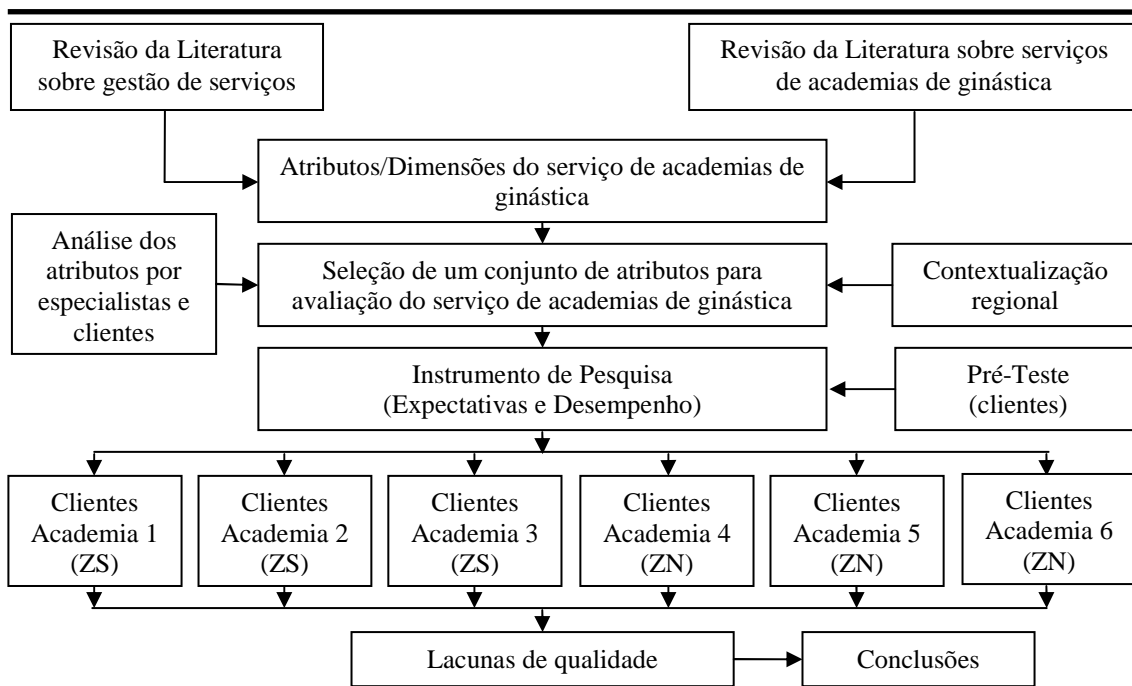 Revisão da Literatura
sobre gestão de serviços
Revisão da Literatura sobre serviços
de academias de ginástica
Atributos/Dimensões do serviço de academias de
ginástica
Análise dos
atributos por
especialistas e
clientes
Seleção de um conjunto de atributos para
avaliação do serviço de academias de ginástica
Contextualização
regional
Instrumento de Pesquisa
(Expectativas e Desempenho)
Pré-Teste
(clientes)
Clientes
Academia 1
(ZS)
Clientes
Academia 2
(ZS)
Clientes
Academia 3
(ZS)
Clientes
Academia 4
(ZN)
Clientes
Academia 5
(ZN)
Clientes
Academia 6
(ZN)
Lacunas de qualidade
Conclusões